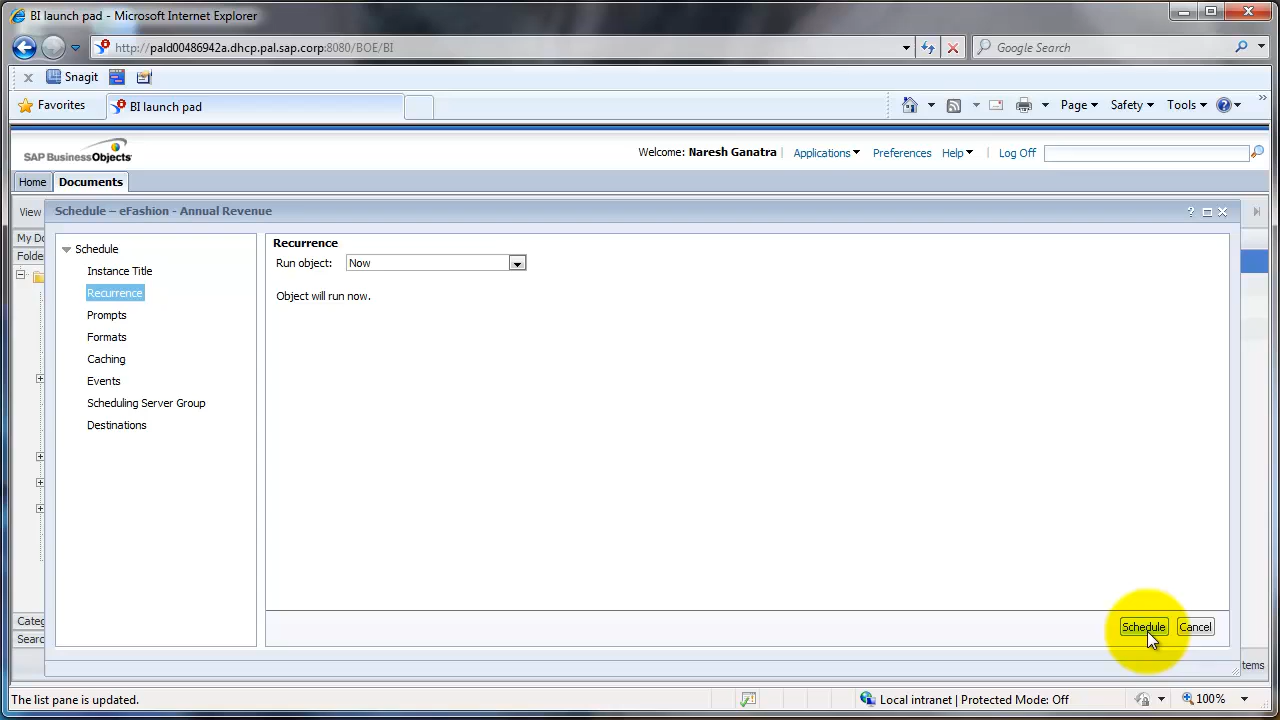 BI launch pad - Microsoft Internet Explorer
http://pald00486942a.dhcp.pal.sap.corp:8080/BOE/BI
Google Search
x Snagit
Favorites
BI launch pad
Page
Safety
Tools
SAP BusinessObjects
Welcome: Naresh Ganatra
Applications
Preferences
Help
Log Off
Home
Documents
View
Schedule – eFashion - Annual Revenue
?
My Do
Folde
Schedule
Instance Title
Recurrence
Prompts
Formats
Caching
Events
Scheduling Server Group
Destinations
Recurrence
Run object: Now
Object will run now.
Categ
Searc
Schedule
Cancel
tems
The list pane is updated.
Local intranet | Protected Mode: Off
100%